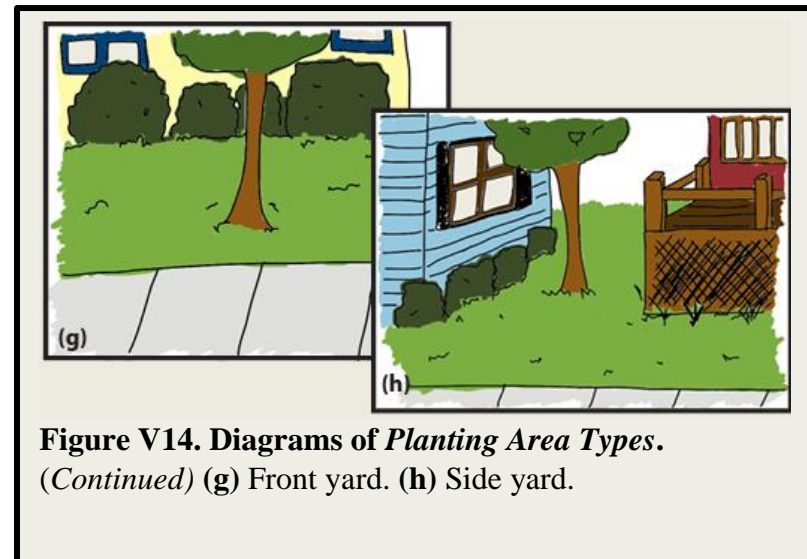 (g)
(h)
Figure V14. Diagrams of Planting Area Types.
(Continued) (g) Front yard. (h) Side yard.